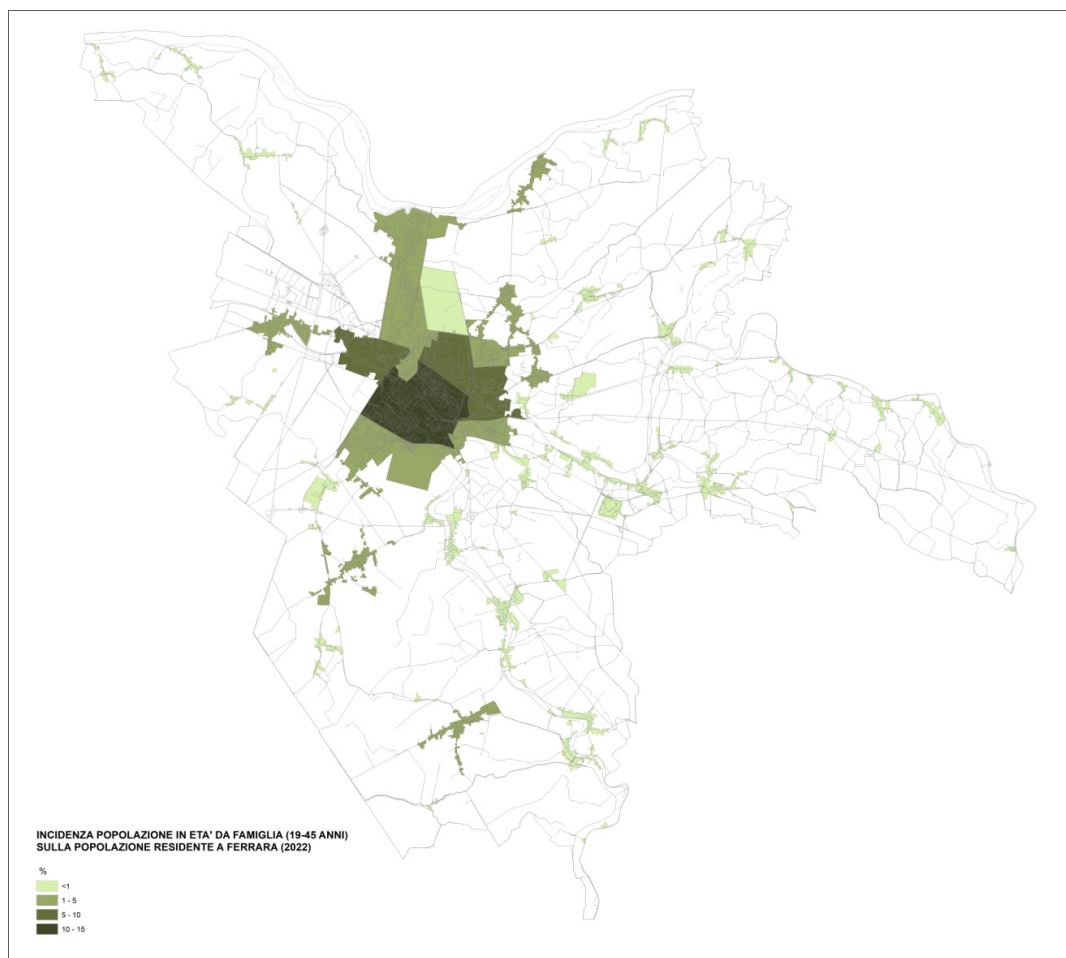 INCIDENZA POPOLAZIONE IN ETA' DA FAMIGLIA (19-45 ANNI)
SULLA POPOLAZIONE RESIDENTE A FERRARA (2022)
%
<1
1 - 5
5 - 10
10 - 15